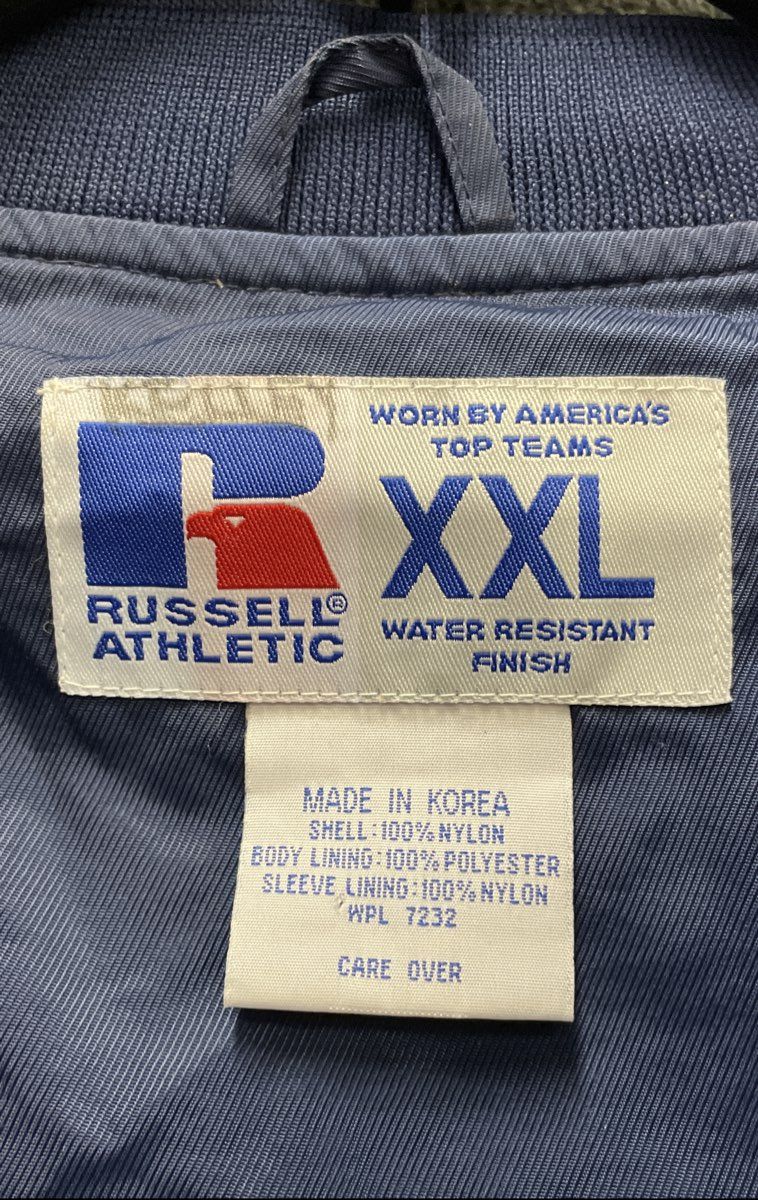 WORN BY AMERICA'S
TOP TEAMS
XXL
WATER RESISTANT
FINISH
R
RUSSELL®
ATHLETIC
MADE IN KOREA
SHELL:100% NYLON
BODY LINING:100% POLYESTER
SLEEVE LINING:100% NYLON
WPL 7232
CARE OVER